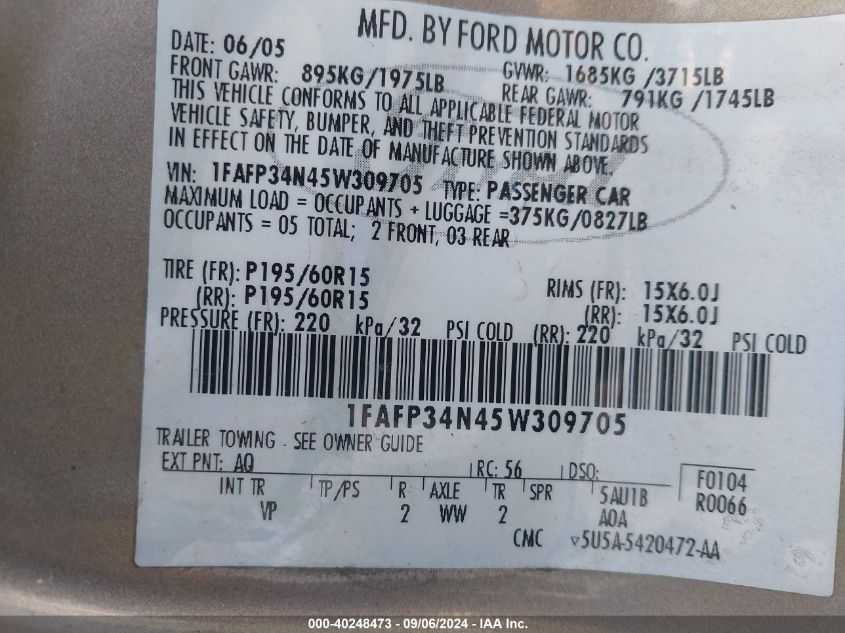 MFD. BY FORD MOTOR CO.
DATE: 06/05
FRONT GAWR: 895KG/1975LB GVWR: 1685KG /3715LB
REAR GAWR: 791KG /1745LB
THIS VEHICLE CONFORMS TO ALL APPLICABLE FEDERAL MOTOR
VEHICLE SAFETY, BUMPER, AND THEFT PREVENTION STANDARDS
IN EFFECT ON THE DATE OF MANUFACTURE SHOWN ABOVE.
VIN: 1FAFP34N45W309705 TYPE: PASSENGER CAR
MAXIMUM LOAD = OCCUPANTS + LUGGAGE =375KG/0827LB
OCCUPANTS = 05 TOTAL; 2 FRONT, 03 REAR
TIRE (FR): P195/60R15 RIMS (FR): 15X6.0J
(RR): P195/60R15 (RR): 15X6.0J
PRESSURE (FR): 220 kPa/32 PSI COLD (RR): 220 kPa/32 PSI COLD
1FAFP34N45W309705
TRAILER TOWING - SEE OWNER GUIDE
EXT PNT: AQ RC: 56 DSO: F0104
INT TR TP/PS R AXLE TR SPR 5AU1B R0066
VP 2 WW 2 AOA
CMC ▿5U5A-5420472-AA
000-40248473 - 09/06/2024 - IAA Inc.